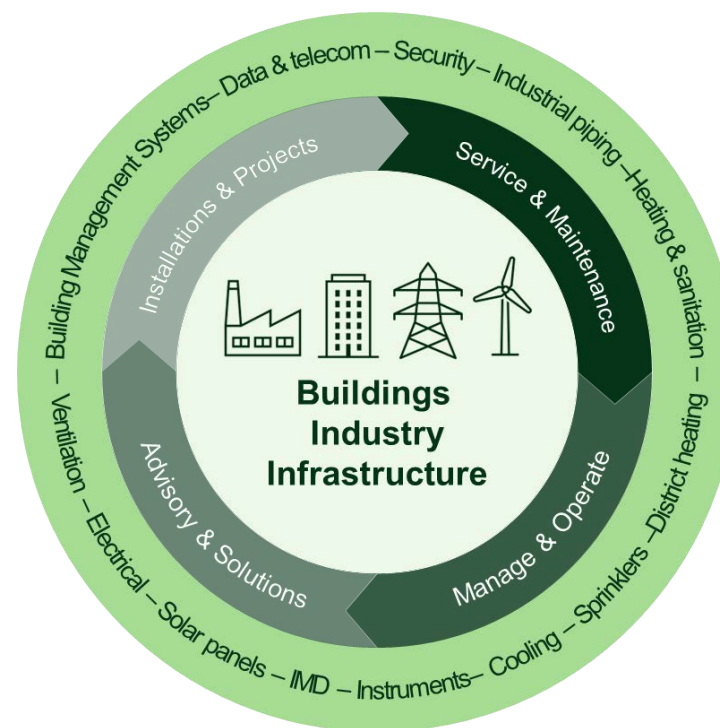 Building Management Systems– Data & telecom – Security – Industrial piping –Heating & sanitation –District heating –Sprinklers – Cooling –Instruments – IMD – Solar panels – Electrical – Ventilation –
Installations & Projects
Service & Maintenance
Manage & Operate
Advisory & Solutions
Buildings
Industry
Infrastructure